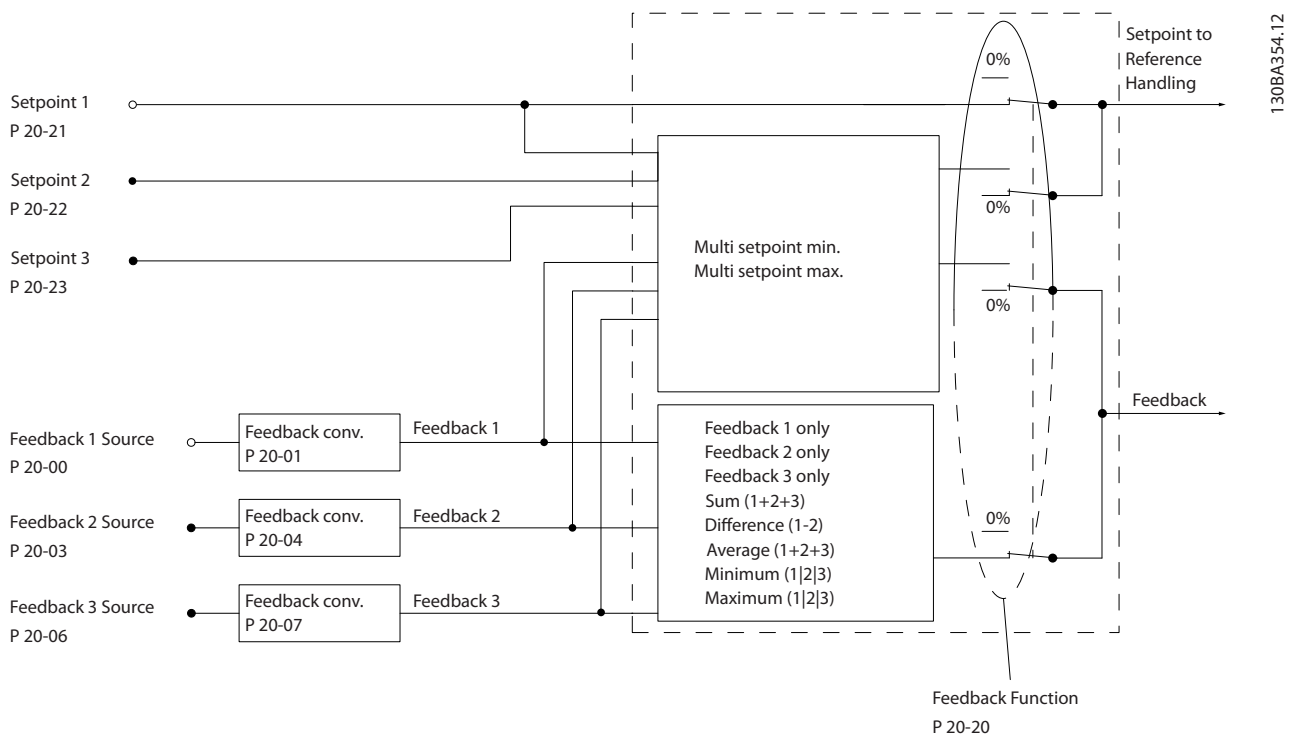 130BA354.12
Setpoint to
Reference
Handling
0%
Setpoint 1
P 20-21
Setpoint 2
P 20-22
0%
Multi setpoint min.
Multi setpoint max.
Setpoint 3
P 20-23
0%
Feedback
Feedback 1 Source
P 20-00
Feedback conv.
P 20-01
Feedback 1
Feedback 1 only
Feedback 2 only
Feedback 3 only
Sum (1+2+3)
Difference (1-2)
Average (1+2+3)
Minimum (1|2|3)
Maximum (1|2|3)
0%
Feedback 2 Source
P 20-03
Feedback conv.
P 20-04
Feedback 2
Feedback 3 Source
P 20-06
Feedback conv.
P 20-07
Feedback 3
Feedback Function
P 20-20